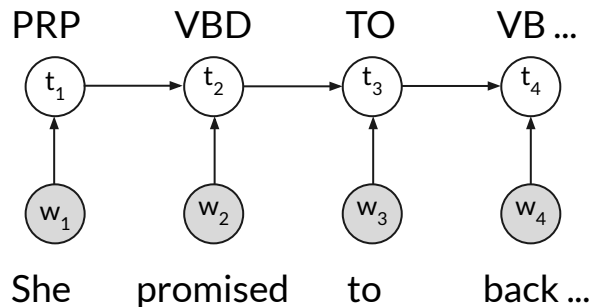 PRP VBD TO VB ...
t1 t2 t3 t4
w1 w2 w3 w4
She promised to back ...